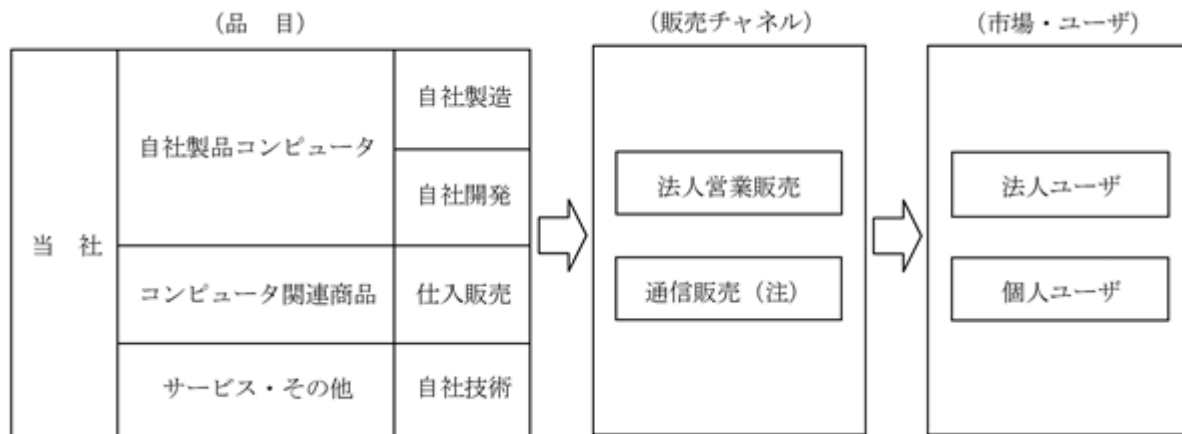 （品　目）
（販売チャネル）
（市場・ユーザ）
当　社
自社製品コンピュータ
自社製造
自社開発
コンピュータ関連商品
仕入販売
サービス・その他
自社技術
法人営業販売
通信販売（注）
法人ユーザ
個人ユーザ